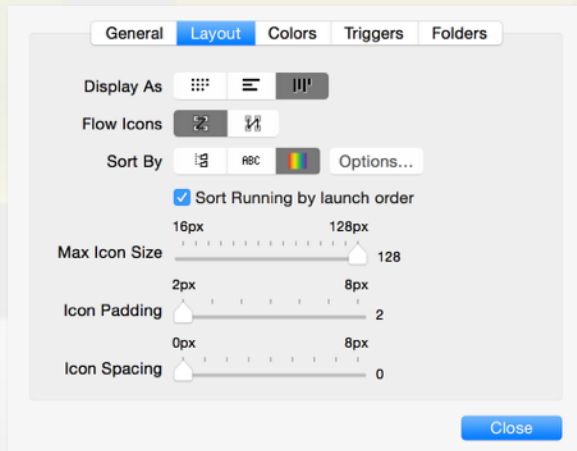 General Layout Colors Triggers Folders
Display As
Flow Icons
Sort By ABC Options...
Sort Running by launch order
16px 128px
Max Icon Size 128
2px 8px
Icon Padding 2
0px 8px
Icon Spacing 0
Close